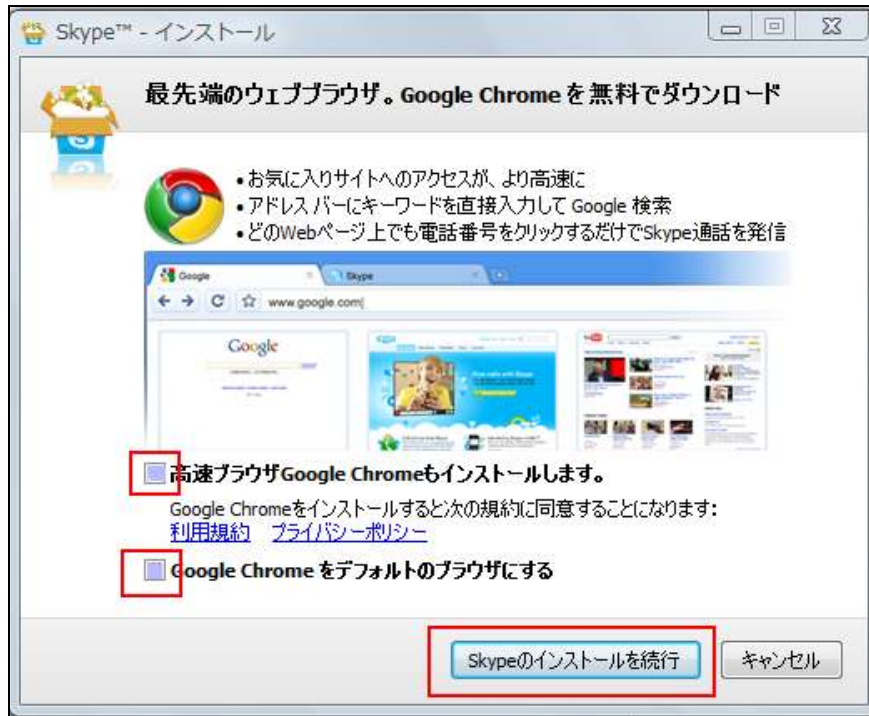 Skype™ - インストール
最先端のウェブブラウザ。Google Chromeを無料でダウンロード
S
•お気に入りサイトへのアクセスが、より高速に
•アドレス バーにキーワードを直接入力して Google 検索
•どのWebページ上でも電話番号をクリックするだけでSkype通話を発信
Google
Skype
www.google.com
Google
高速ブラウザGoogle Chromeもインストールします。
Google Chromeをインストールすると次の規約に同意することになります:
利用規約 プライバシーポリシー
Google Chrome をデフォルトのブラウザにする
Skypeのインストールを続行
キャンセル